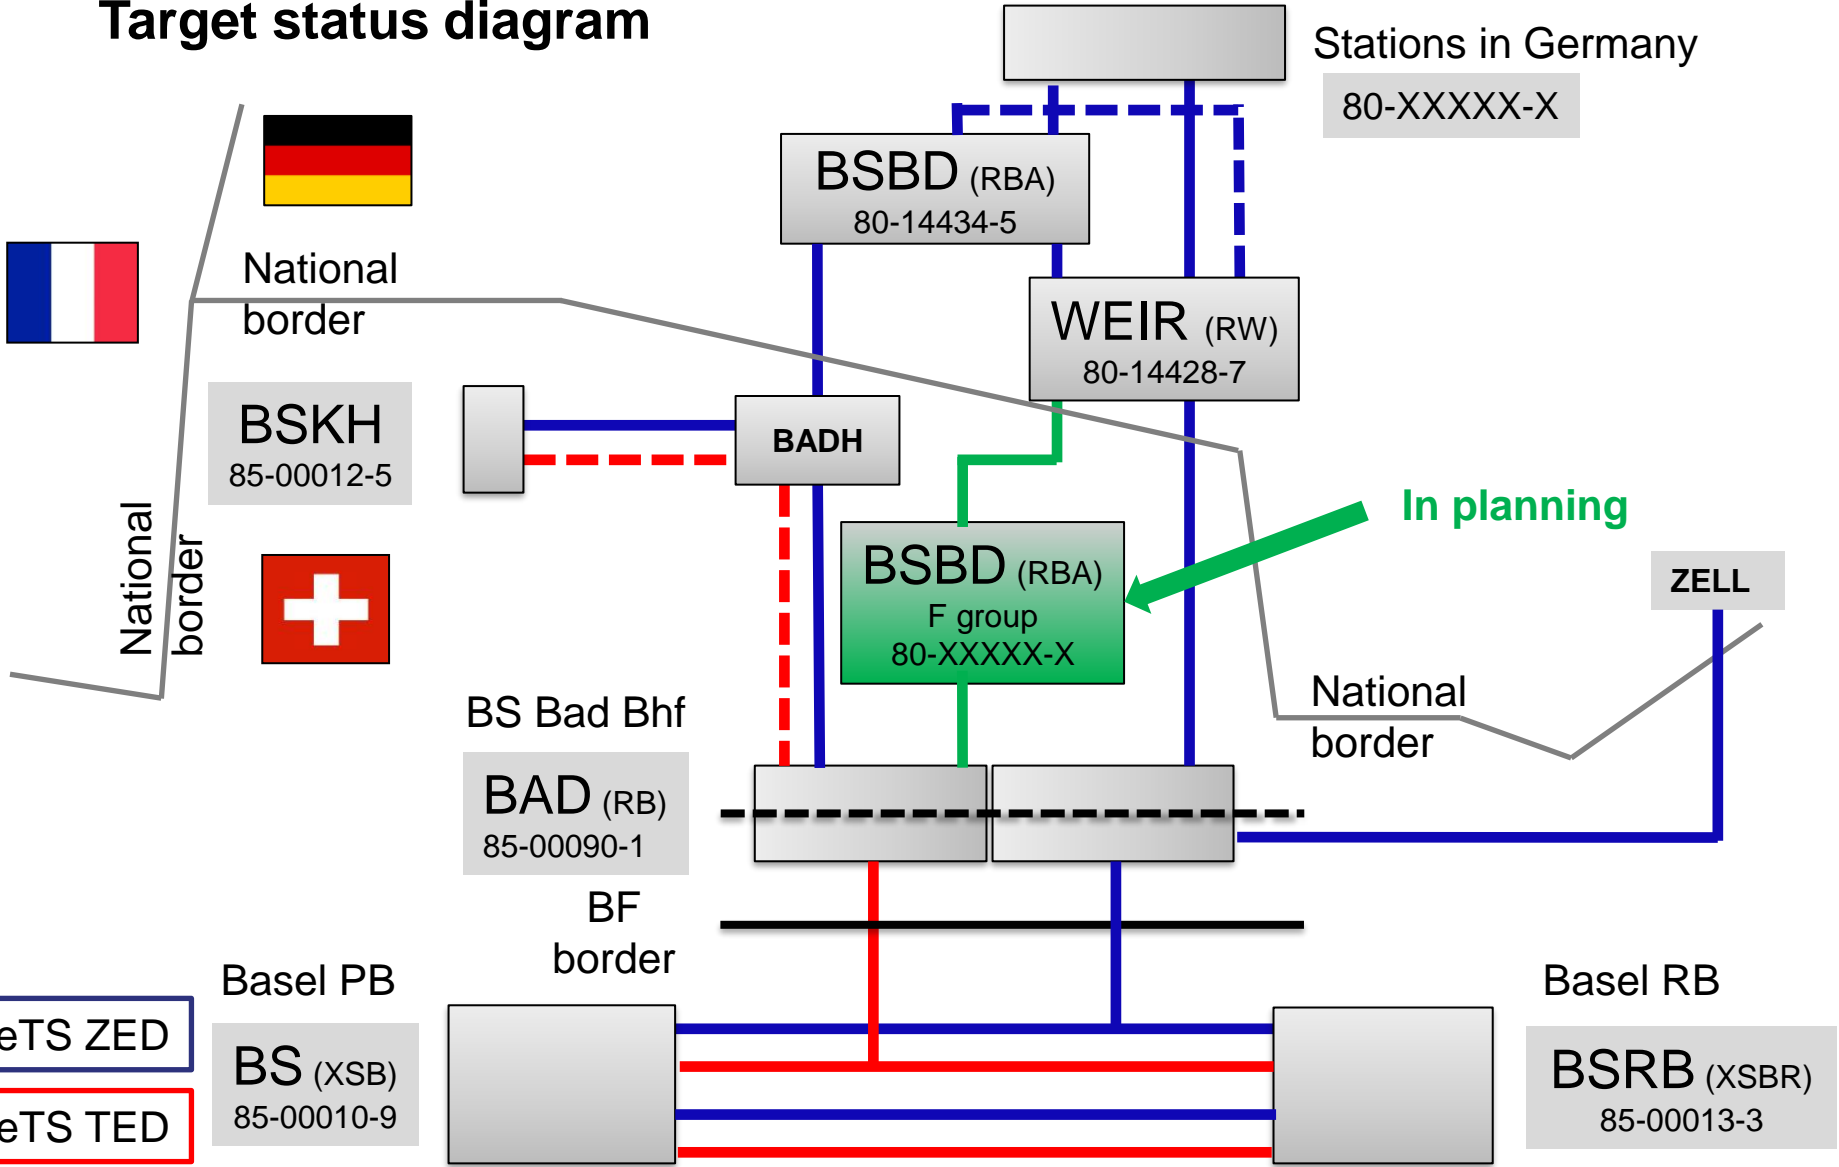 Target status diagram
Stations in Germany
80-XXXXX-X
BSBD (RBA)
80-14434-5
National
border
WEIR (RW)
80-14428-7
BSKH
85-00012-5
BADH
National
border
In planning
BSBD (RBA)
F group
80-XXXXX-X
ZELL
National
border
BS Bad Bhf
BAD (RB)
85-00090-1
BF
border
Basel PB
Basel RB
eTS ZED
BS (XSB)
85-00010-9
BSRB (XSBR)
85-00013-3
eTS TED